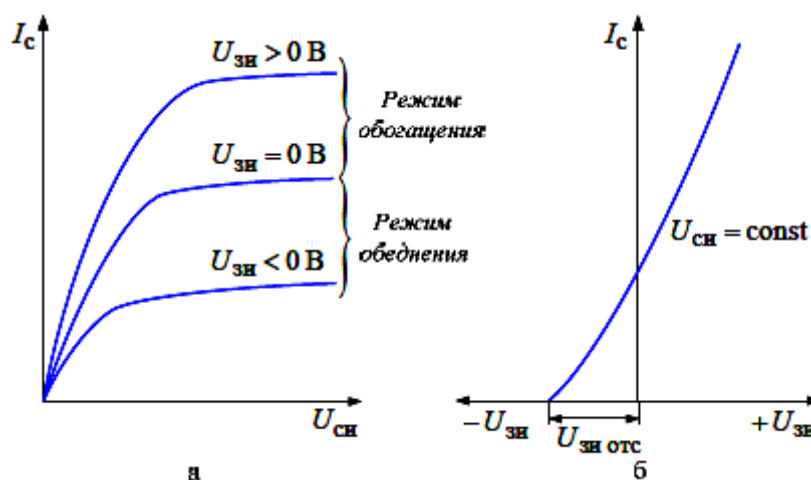 I_с
U_зи > 0 В
Режим
обогащения
U_зи = 0 В
Режим
обеднения
U_зи < 0 В
U_си
а
I_с
U_си = const
−U_зи
U_зи отс
+U_зи
б